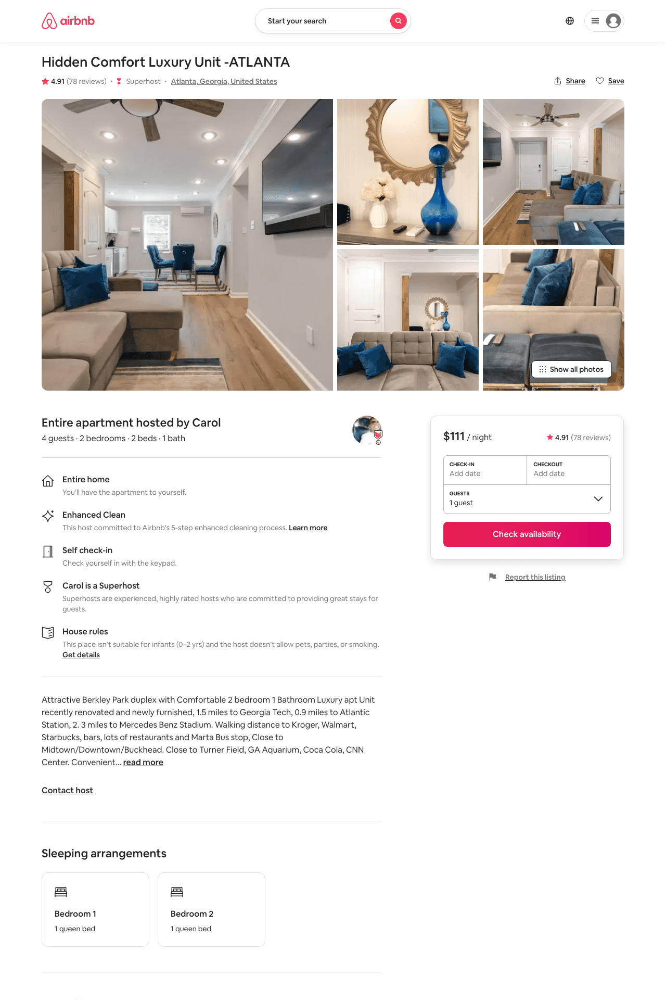 airbnb
Start your search
Hidden Comfort Luxury Unit -ATLANTA
4.91 (78 reviews) · Superhost · Atlanta, Georgia, United States
Share
Save
Show all photos
Entire apartment hosted by Carol
4 guests · 2 bedrooms · 2 beds · 1 bath
Entire home
You’ll have the apartment to yourself.
Enhanced Clean
This host committed to Airbnb's 5-step enhanced cleaning process. Learn more
Self check-in
Check yourself in with the keypad.
Carol is a Superhost
Superhosts are experienced, highly rated hosts who are committed to providing great stays for
guests.
House rules
This place isn’t suitable for infants (0–2 yrs) and the host doesn’t allow pets, parties, or smoking.
Get details
$111 / night
4.91 (78 reviews)
CHECK-IN
Add date
CHECKOUT
Add date
GUESTS
1 guest
Check availability
Report this listing
Attractive Berkley Park duplex with Comfortable 2 bedroom 1 Bathroom Luxury apt Unit
recently renovated and newly furnished, 1.5 miles to Georgia Tech, 0.9 miles to Atlantic
Station, 2. 3 miles to Mercedes Benz Stadium. Walking distance to Kroger, Walmart,
Starbucks, bars, lots of restaurants and Marta Bus stop, Close to
Midtown/Downtown/Buckhead. Close to Turner Field, GA Aquarium, Coca Cola, CNN
Center. Convenient... read more
Contact host
Sleeping arrangements
Bedroom 1
1 queen bed
Bedroom 2
1 queen bed